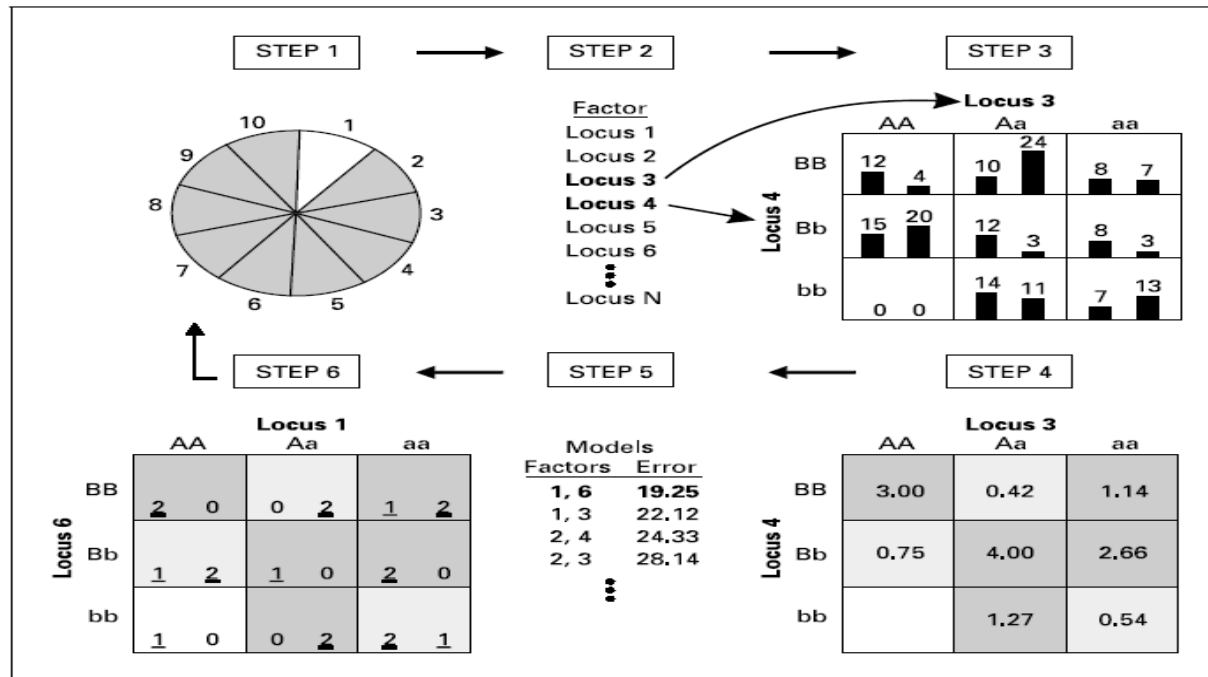 STEP 1
STEP 2
STEP 3
10 1
9 2
8 3
7 4
6 5
Factor
Locus 1
Locus 2
Locus 3
Locus 4
Locus 5
Locus 6
Locus N
Locus 3
AA Aa aa
Locus 4
BB 12 4 10 24 8 7
Bb 15 20 12 3 8 3
bb 0 0 14 11 7 13
STEP 6
STEP 5
STEP 4
Locus 1
AA Aa aa
Locus 6
BB 2 0 0 2 1 2
Bb 1 2 1 0 2 0
bb 1 0 0 2 2 1
Models
Factors Error
1, 6 19.25
1, 3 22.12
2, 4 24.33
2, 3 28.14
Locus 3
AA Aa aa
Locus 4
BB 3.00 0.42 1.14
Bb 0.75 4.00 2.66
bb 1.27 0.54